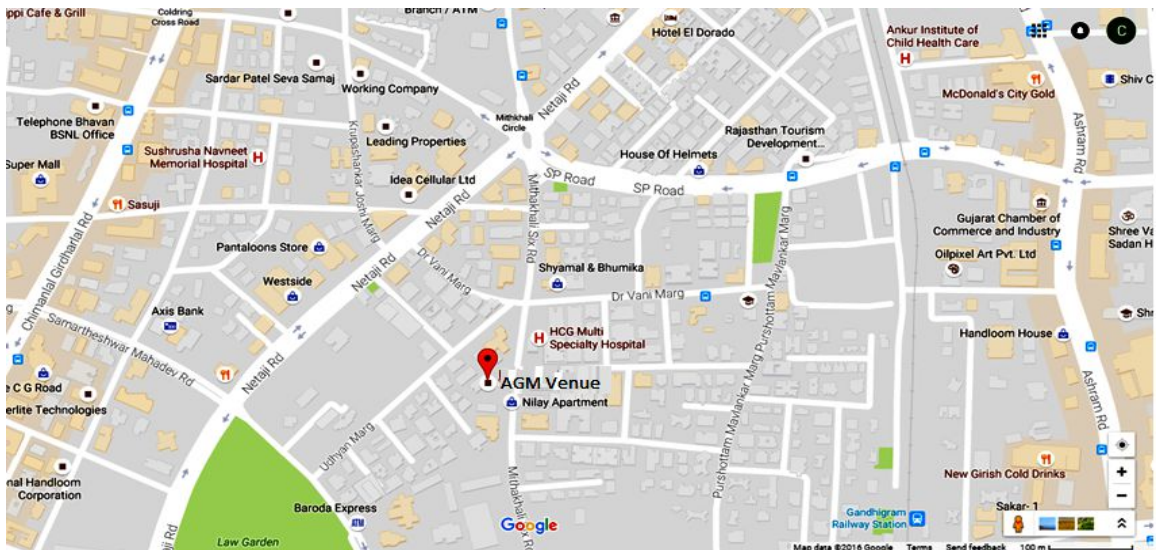 ppi Cafe & Grill
Coldring
Cross Road
Branch / ATM
Hotel El Dorado
Ankur Institute of
Child Health Care
C
Sardar Patel Seva Samaj
Working Company
Netaji Rd
McDonald's City Gold
Shiv C
Telephone Bhavan
BSNL Office
Mithkhali
Circle
Ashram Rd
Leading Properties
Rajasthan Tourism
Development...
Sushrusha Navneet
Memorial Hospital
H
Krupashankar Joshi Marg
House Of Helmets
Super Mall
SP Road
SP Road
Idea Cellular Ltd
Netaji Rd
Sasuji
Mithakhali Six Rd
Gujarat Chamber of
Commerce and Industry
Shree Va
Sadan H
Chimanlal Girdharlal Rd
Pantaloons Store
Dr Vani Marg
Netaji Rd
Purshottam Mavlankar Marg
Oilpixel Art Pvt. Ltd
Shyamal & Bhumika
Westside
Dr Vani Marg
Axis Bank
Shr
Samartheshwar Mahadev Rd
H
HCG Multi
Specialty Hospital
Handloom House
e C G Road
Netaji Rd
AGM Venue
Nilay Apartment
erlite Technologies
Purshottam Mavlankar Marg
Ashram Rd
Udhyan Marg
nal Handloom
Corporation
Mithakhali Six Rd
New Girish Cold Drinks
Baroda Express
ATM
Google
Gandhigram
Railway Station
Sakar- 1
ji Rd
Law Garden
Map data ©2016 Google Terms Send feedback 100 m